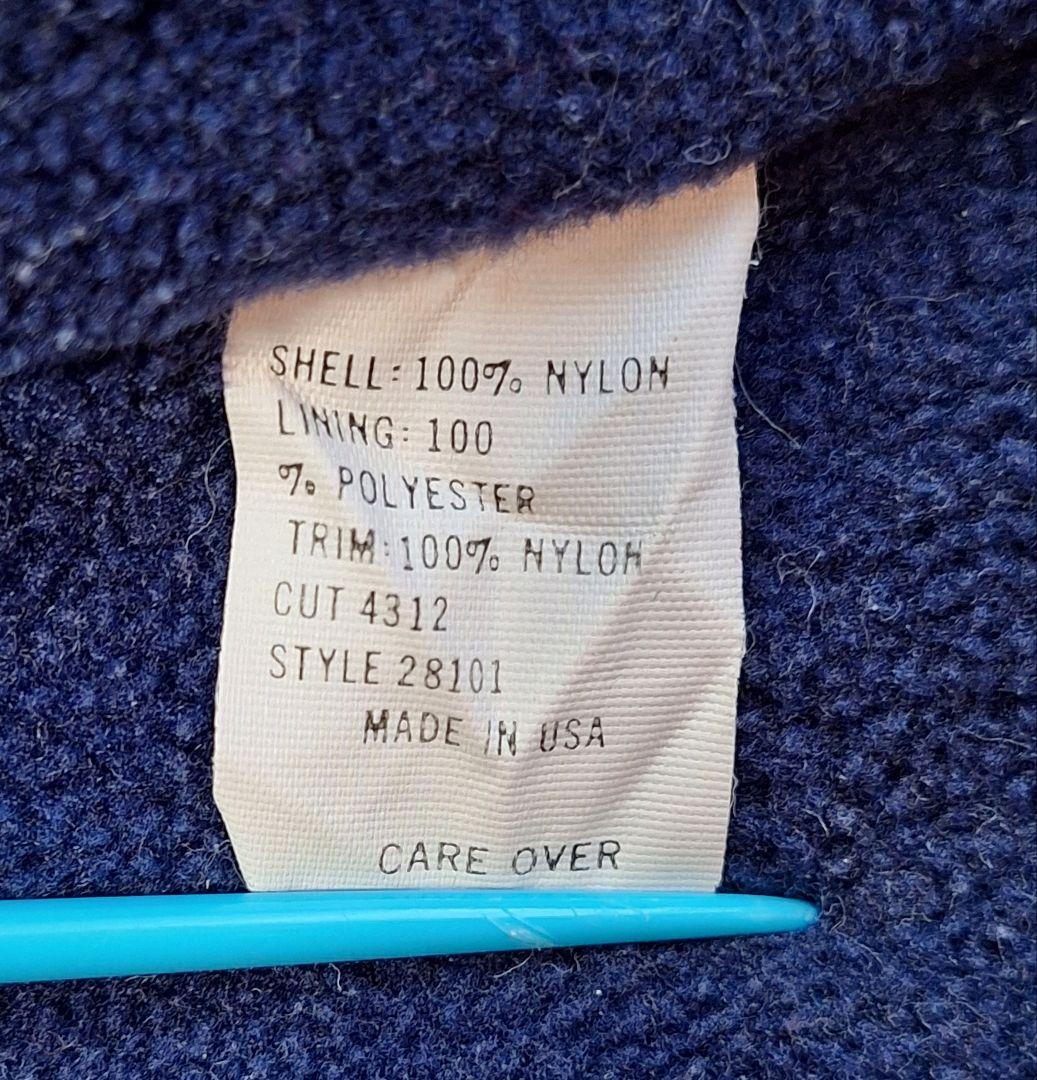 SHELL: 100% NYLON
LINING: 100
% POLYESTER
TRIM: 100% NYLON
CUT 4312
STYLE 28101
MADE IN USA
CARE OVER